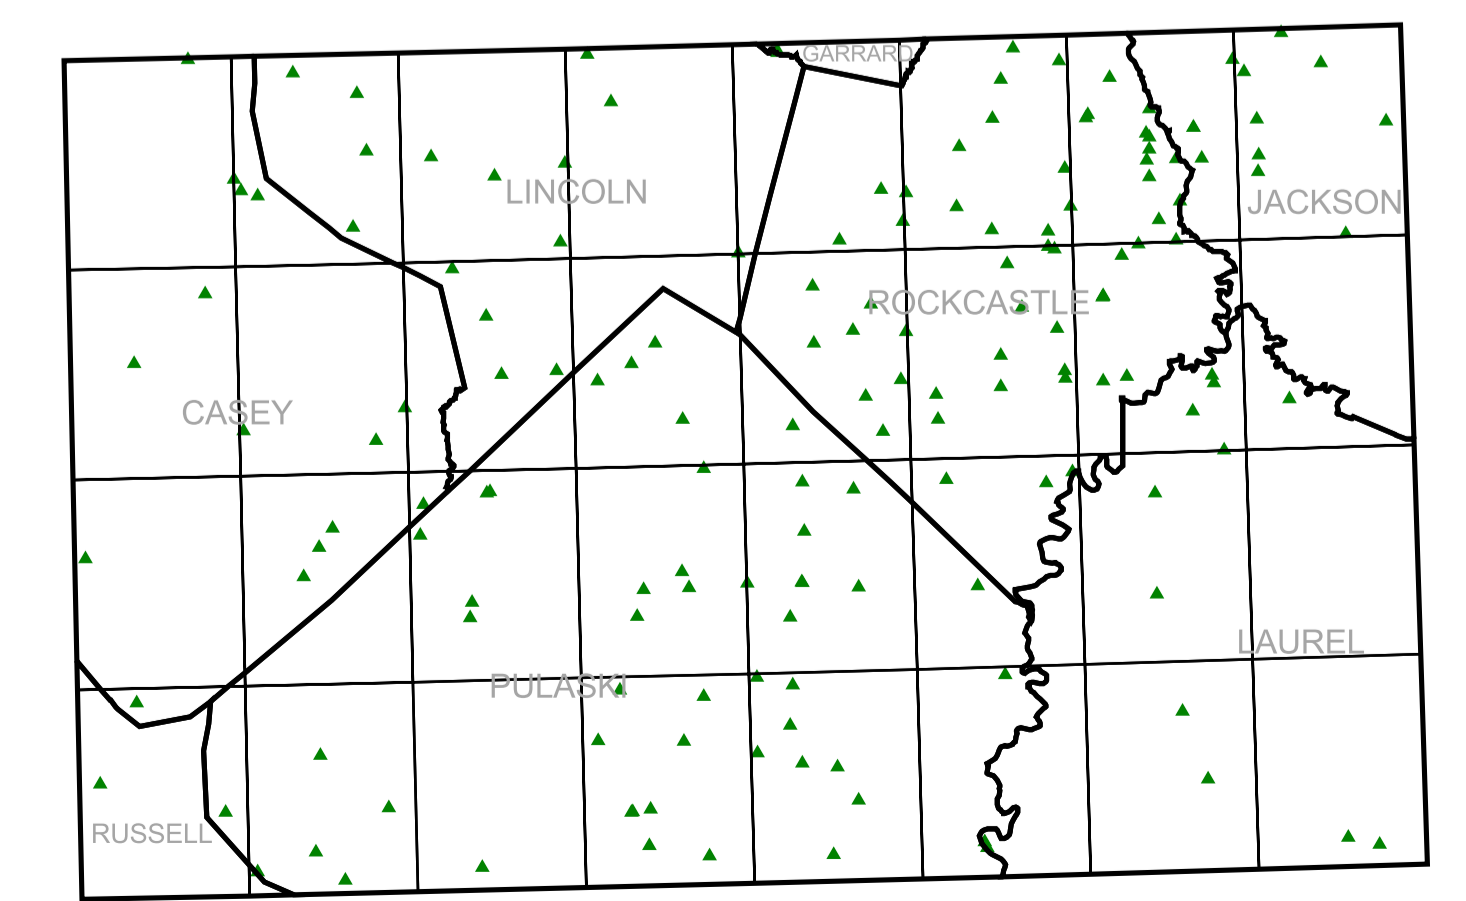 GARRARD
LINCOLN
JACKSON
ROCKCASTLE
CASEY
LAUREL
PULASKI
RUSSELL